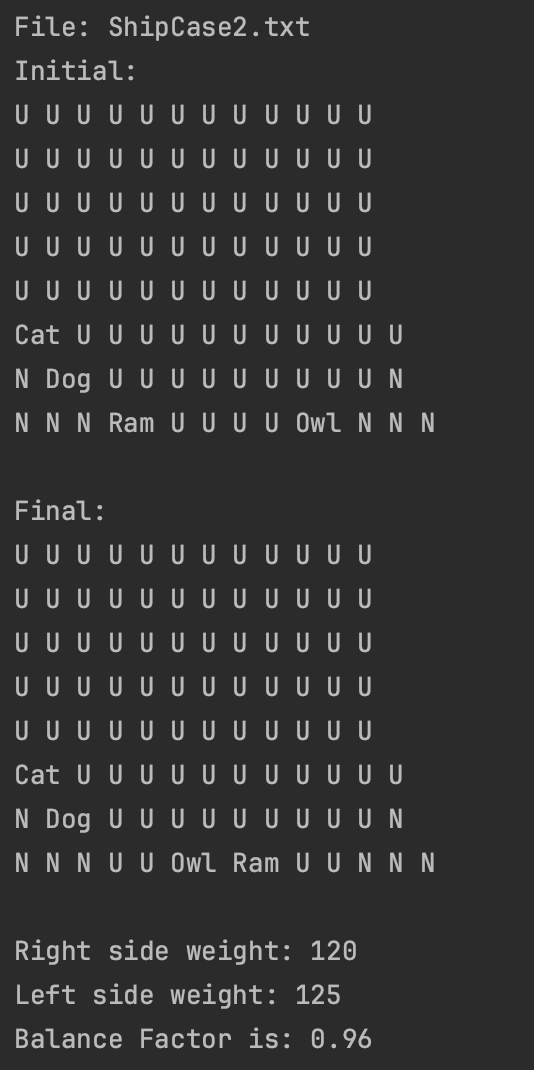 File: ShipCase2.txt
Initial:
U U U U U U U U U U U U
U U U U U U U U U U U U
U U U U U U U U U U U U
U U U U U U U U U U U U
U U U U U U U U U U U U
Cat U U U U U U U U U U U
N Dog U U U U U U U U U N
N N N Ram U U U U Owl N N N
Final:
U U U U U U U U U U U U
U U U U U U U U U U U U
U U U U U U U U U U U U
U U U U U U U U U U U U
U U U U U U U U U U U U
Cat U U U U U U U U U U U
N Dog U U U U U U U U U N
N N N U U Owl Ram U U N N N
Right side weight: 120
Left side weight: 125
Balance Factor is: 0.96